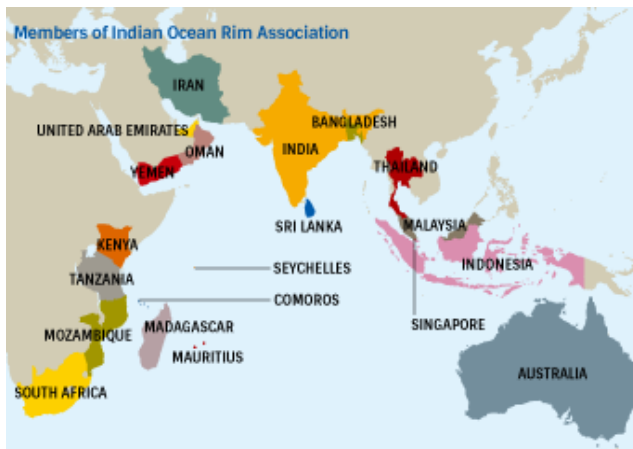 Members of Indian Ocean Rim Association
IRAN
UNITED ARAB EMIRATES
OMAN
YEMEN
INDIA
BANGLADESH
THAILAND
SRI LANKA
MALAYSIA
INDONESIA
KENYA
TANZANIA
SEYCHELLES
COMOROS
SINGAPORE
MOZAMBIQUE
MADAGASCAR
MAURITIUS
SOUTH AFRICA
AUSTRALIA